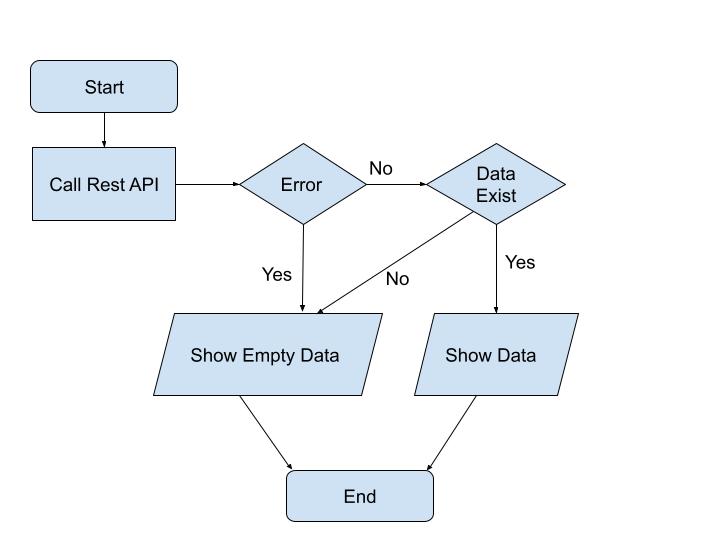 Start
Call Rest API
Error
No
Data
Exist
Yes
No
Yes
Show Empty Data
Show Data
End